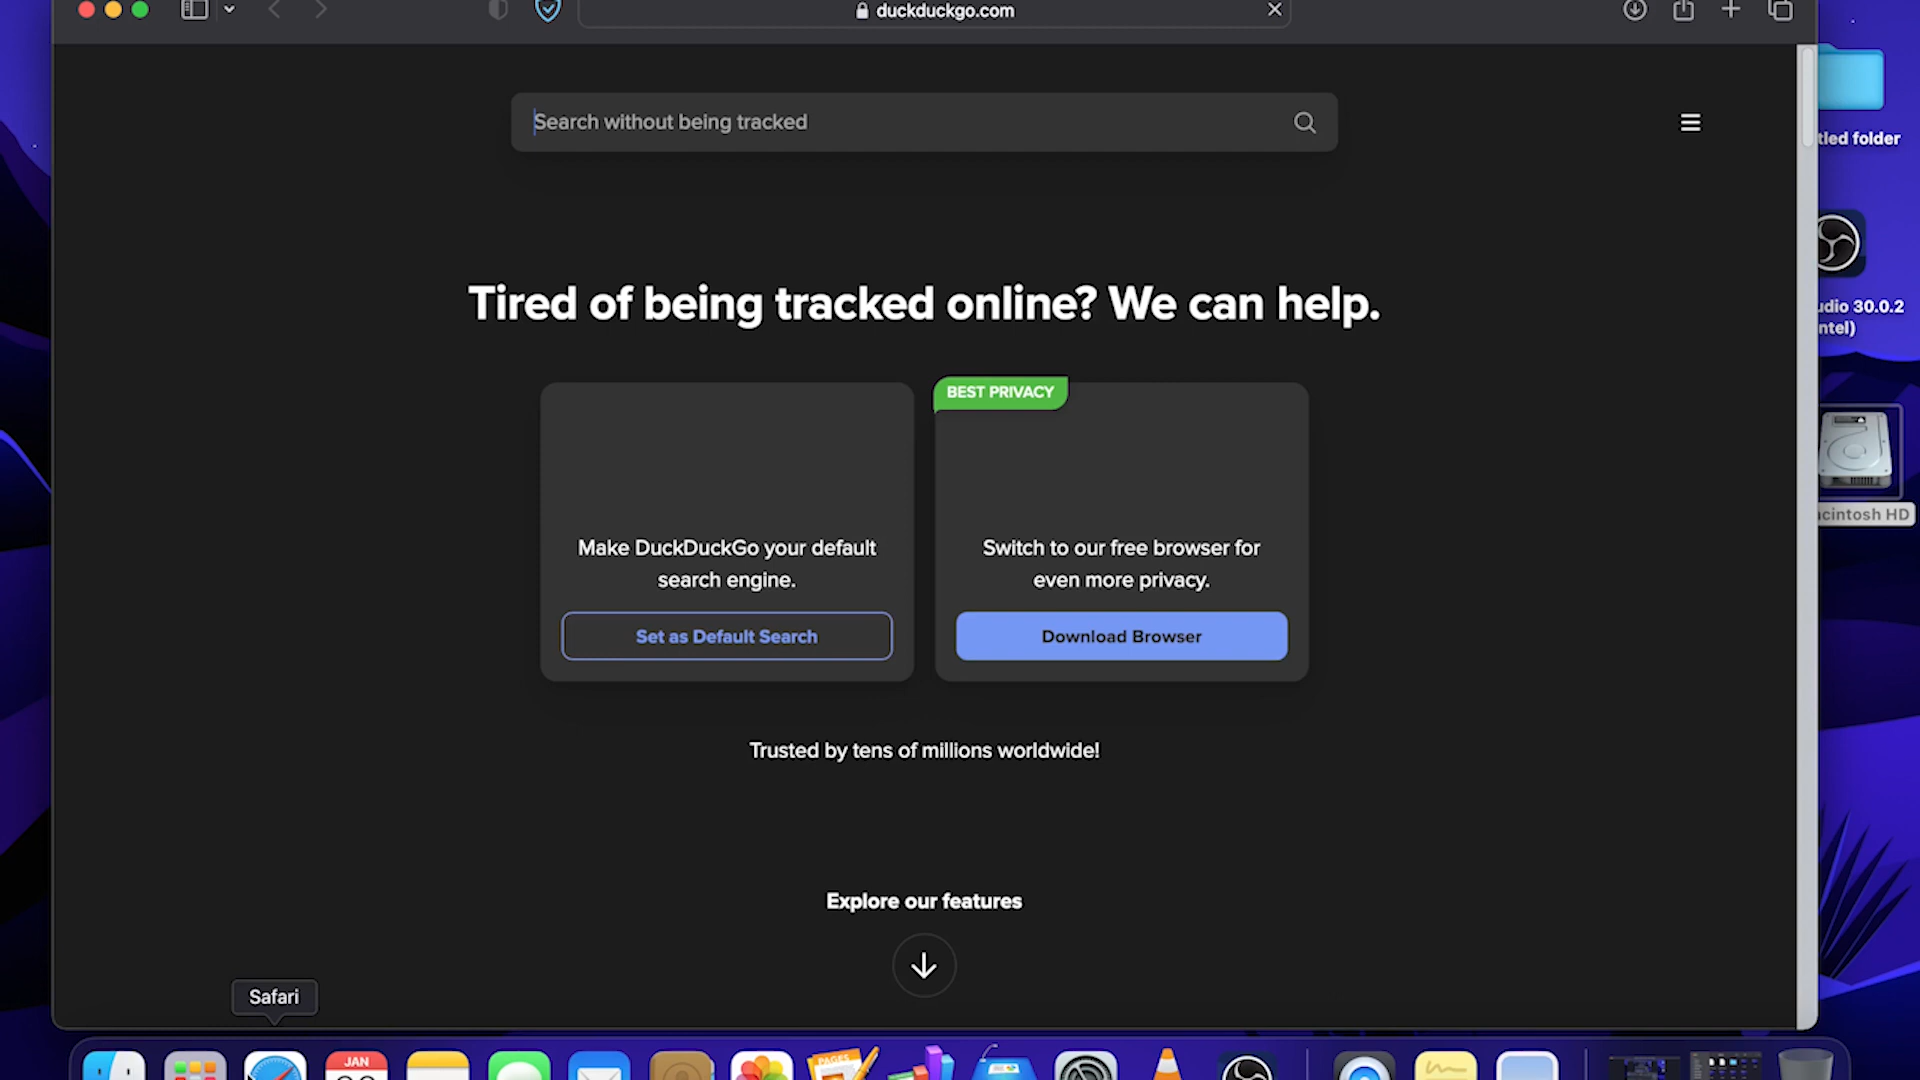 duckduckgo.com
Search without being tracked
tled folder
Tired of being tracked online? We can help.
udio 30.0.2
ntel)
BEST PRIVACY
Make DuckDuckGo your default
search engine.
Switch to our free browser for
even more privacy.
cintosh HD
Set as Default Search
Download Browser
Trusted by tens of millions worldwide!
Explore our features
Safari
JAN
PAGES